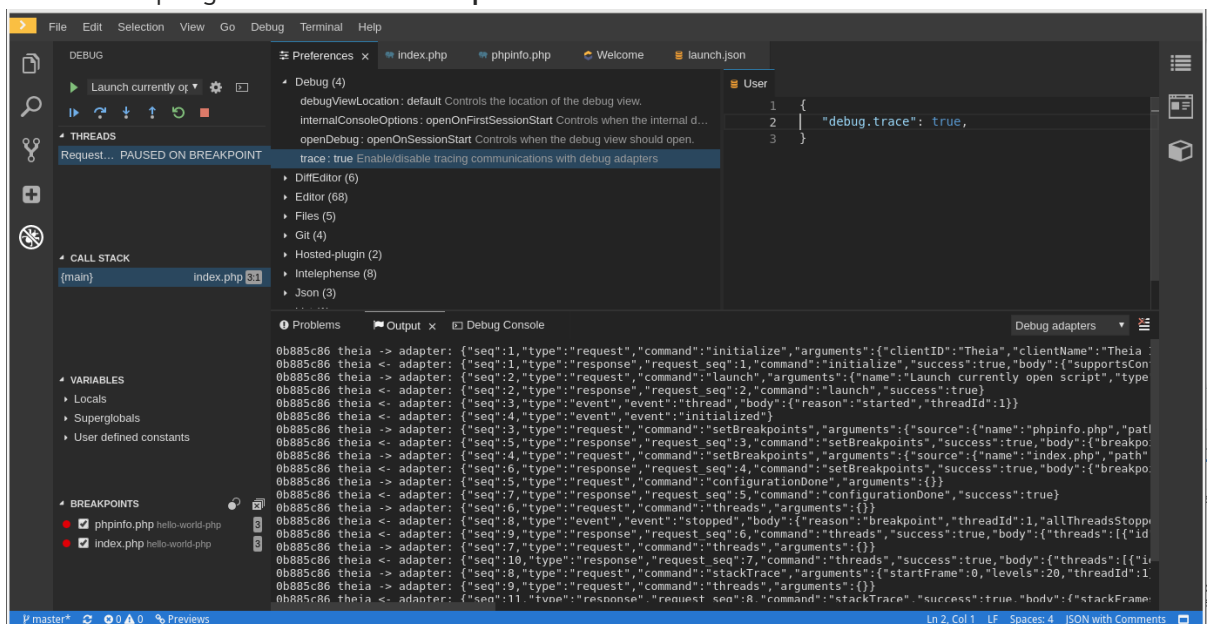 File Edit Selection View Go Debug Terminal Help
DEBUG
Launch currently op
THREADS
Request... PAUSED ON BREAKPOINT
CALL STACK
{main} index.php 3:1
VARIABLES
Locals
Superglobals
User defined constants
BREAKPOINTS
phpinfo.php hello-world-php 3
index.php hello-world-php 3
Preferences × index.php phpinfo.php Welcome launch.json
Debug (4)
debugViewLocation: default Controls the location of the debug view.
internalConsoleOptions: openOnFirstSessionStart Controls when the internal d...
openDebug: openOnSessionStart Controls when the debug view should open.
trace: true Enable/disable tracing communications with debug adapters
DiffEditor (6)
Editor (68)
Files (5)
Git (4)
Hosted-plugin (2)
Intelephense (8)
Json (3)
User
1 {
2 "debug.trace": true,
3 }
Problems Output × Debug Console Debug adapters
0b885c86 theia -> adapter: {"seq":1,"type":"request","command":"initialize","arguments":{"clientID":"Theia","clientName":"Theia
0b885c86 theia <- adapter: {"seq":1,"type":"response","request_seq":1,"command":"initialize","success":true,"body":{"supportsCon
0b885c86 theia -> adapter: {"seq":2,"type":"request","command":"launch","arguments":{"name":"Launch currently open script","type
0b885c86 theia <- adapter: {"seq":2,"type":"response","request_seq":2,"command":"launch","success":true}
0b885c86 theia <- adapter: {"seq":3,"type":"event","event":"thread","body":{"reason":"started","threadId":1}}
0b885c86 theia <- adapter: {"seq":4,"type":"event","event":"initialized"}
0b885c86 theia -> adapter: {"seq":3,"type":"request","command":"setBreakpoints","arguments":{"source":{"name":"phpinfo.php","pat
0b885c86 theia <- adapter: {"seq":5,"type":"response","request_seq":3,"command":"setBreakpoints","success":true,"body":{"breakpo
0b885c86 theia -> adapter: {"seq":4,"type":"request","command":"setBreakpoints","arguments":{"source":{"name":"index.php","path"
0b885c86 theia <- adapter: {"seq":6,"type":"response","request_seq":4,"command":"setBreakpoints","success":true,"body":{"breakpo
0b885c86 theia -> adapter: {"seq":5,"type":"request","command":"configurationDone","arguments":{}}
0b885c86 theia <- adapter: {"seq":7,"type":"response","request_seq":5,"command":"configurationDone","success":true}
0b885c86 theia -> adapter: {"seq":6,"type":"request","command":"threads","arguments":{}}
0b885c86 theia <- adapter: {"seq":8,"type":"event","event":"stopped","body":{"reason":"breakpoint","threadId":1,"allThreadsStopp
0b885c86 theia <- adapter: {"seq":9,"type":"response","request_seq":6,"command":"threads","success":true,"body":{"threads":[{"id
0b885c86 theia -> adapter: {"seq":7,"type":"request","command":"threads","arguments":{}}
0b885c86 theia <- adapter: {"seq":10,"type":"response","request_seq":7,"command":"threads","success":true,"body":{"threads":[{"i
0b885c86 theia -> adapter: {"seq":8,"type":"request","command":"stackTrace","arguments":{"startFrame":0,"levels":20,"threadId":1
0b885c86 theia -> adapter: {"seq":9,"type":"request","command":"threads","arguments":{}}
0b885c86 theia <- adapter: {"seq":11,"type":"response","request_seq":8,"command":"stackTrace","success":true,"body":{"stackFrame
master* 0 0 Previews Ln 2, Col 1 LF Spaces: 4 JSON with Comments